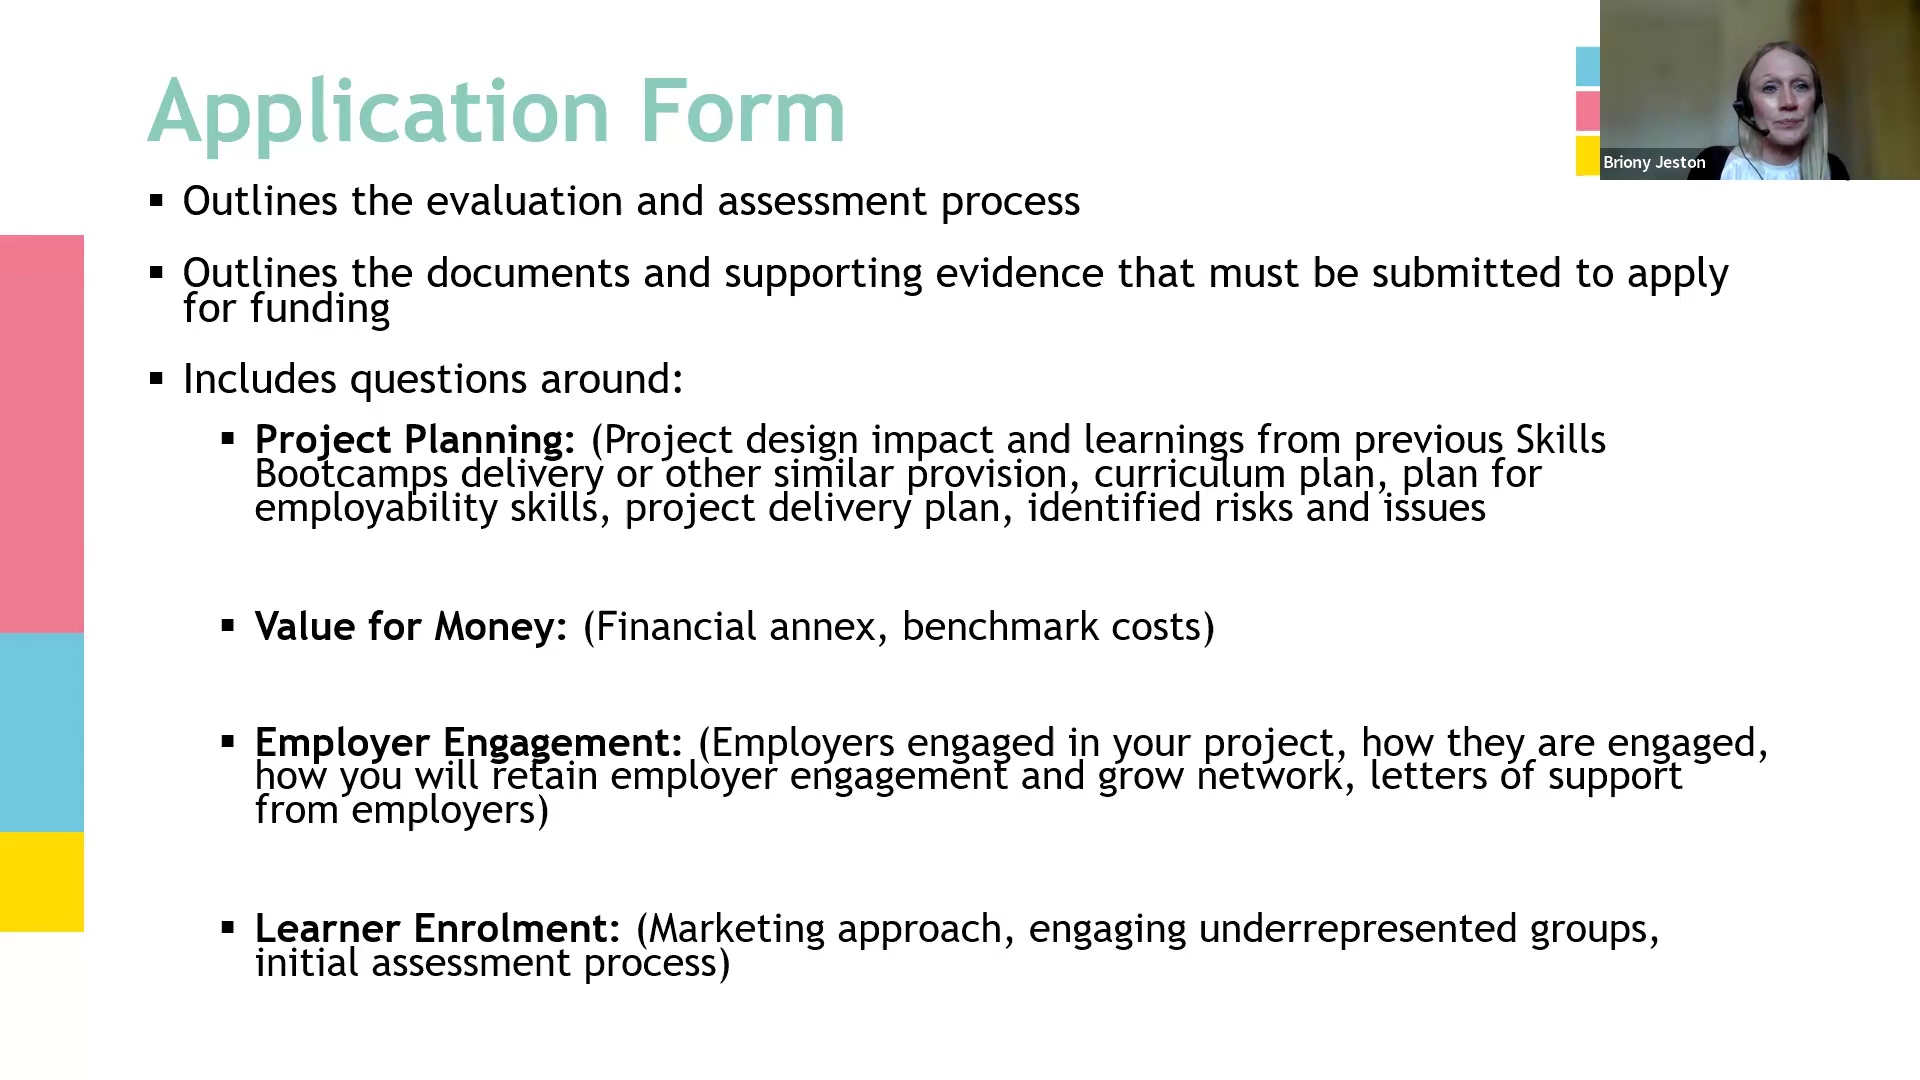 Application Form
Briony Jeston
▪ Outlines the evaluation and assessment process
▪ Outlines the documents and supporting evidence that must be submitted to apply
for funding
▪ Includes questions around:
▪ Project Planning: (Project design impact and learnings from previous Skills
Bootcamps delivery or other similar provision, curriculum plan, plan for
employability skills, project delivery plan, identified risks and issues
▪ Value for Money: (Financial annex, benchmark costs)
▪ Employer Engagement: (Employers engaged in your project, how they are engaged,
how you will retain employer engagement and grow network, letters of support
from employers)
▪ Learner Enrolment: (Marketing approach, engaging underrepresented groups,
initial assessment process)